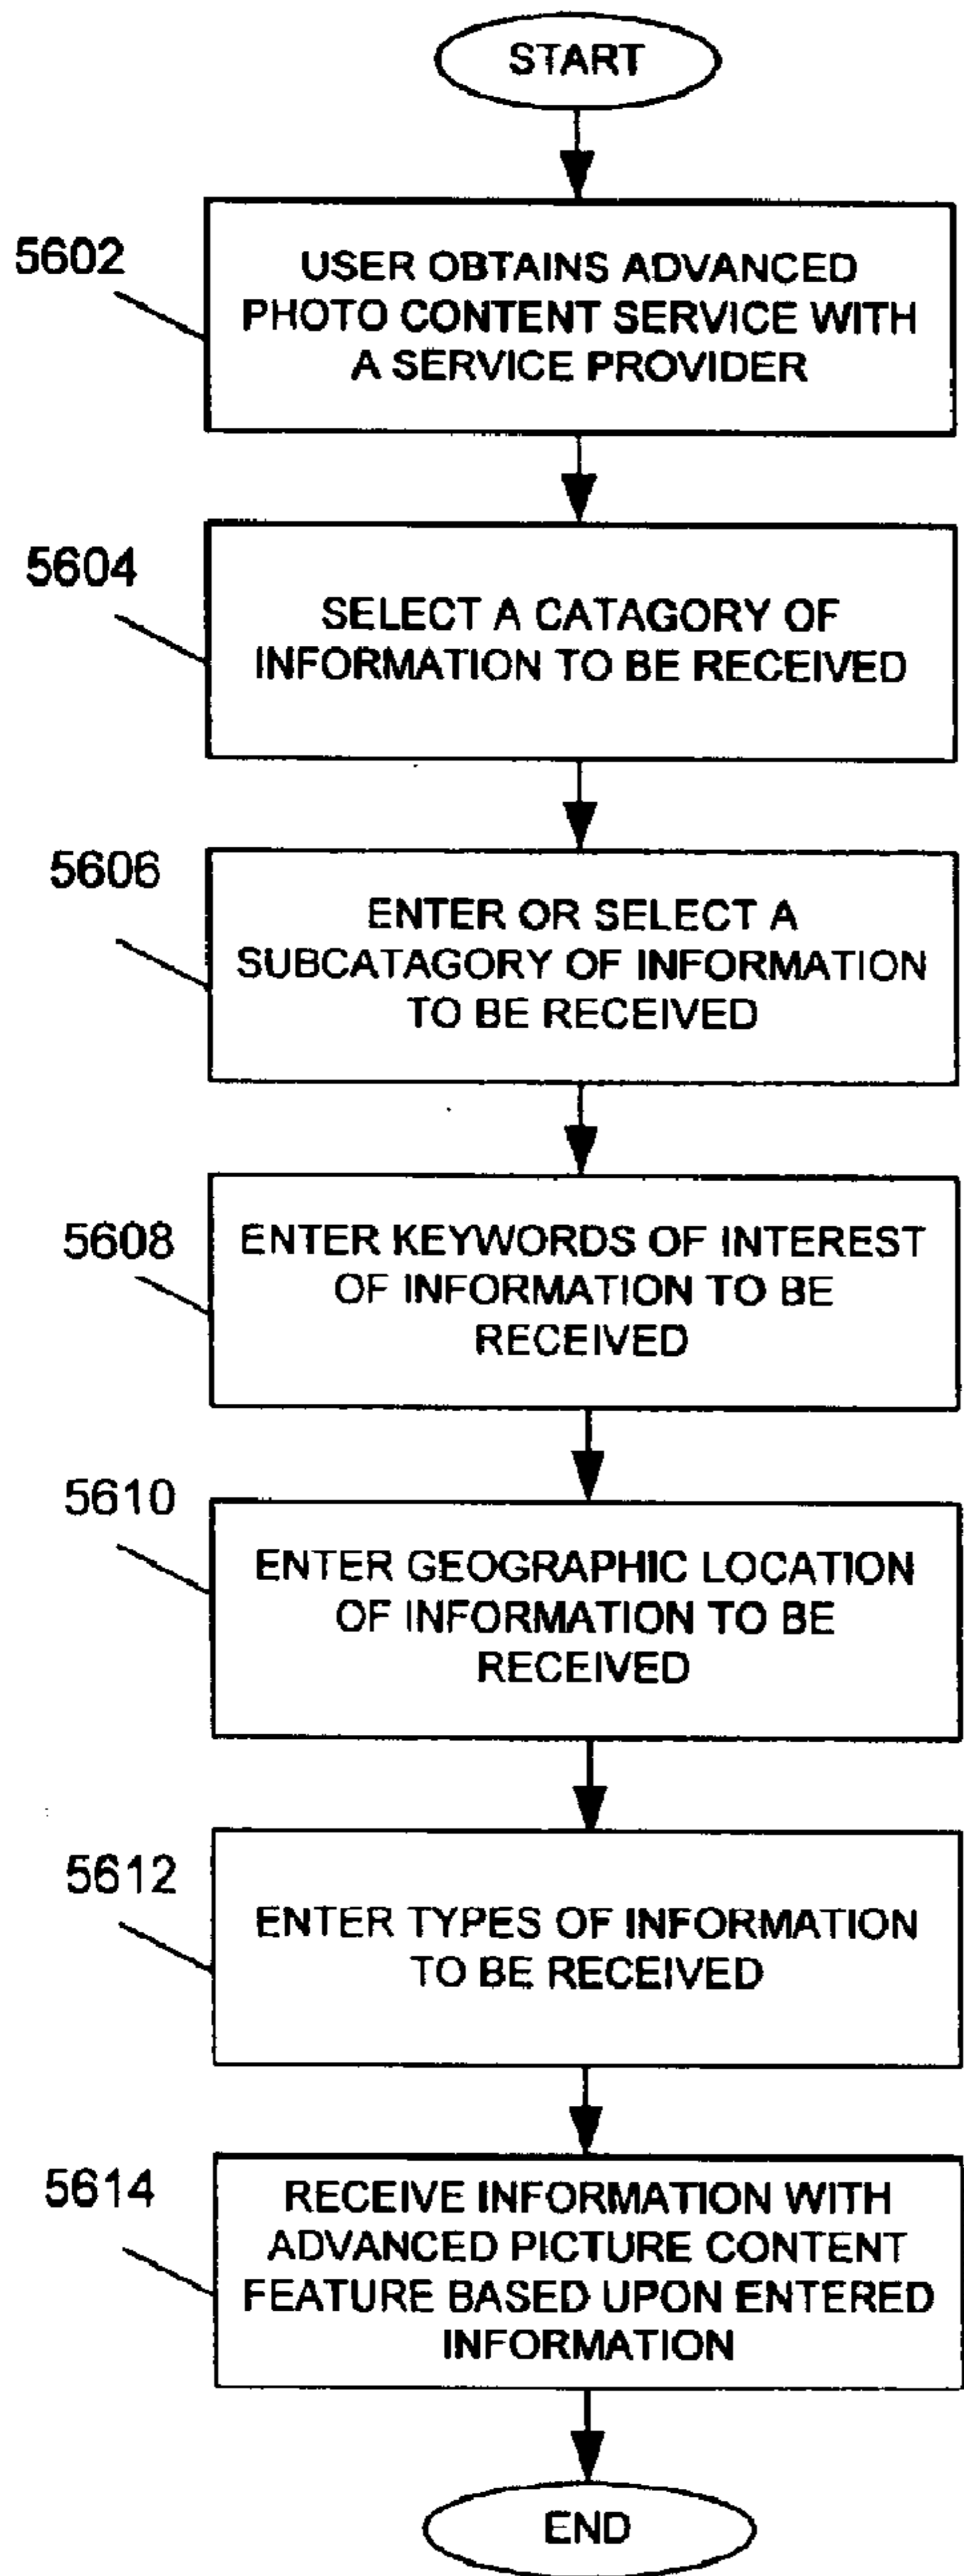 START
5602
USER OBTAINS ADVANCED
PHOTO CONTENT SERVICE WITH
A SERVICE PROVIDER
5604
SELECT A CATAGORY OF
INFORMATION TO BE RECEIVED
5606
ENTER OR SELECT A
SUBCATAGORY OF INFORMATION
TO BE RECEIVED
5608
ENTER KEYWORDS OF INTEREST
OF INFORMATION TO BE
RECEIVED
5610
ENTER GEOGRAPHIC LOCATION
OF INFORMATION TO BE
RECEIVED
5612
ENTER TYPES OF INFORMATION
TO BE RECEIVED
5614
RECEIVE INFORMATION WITH
ADVANCED PICTURE CONTENT
FEATURE BASED UPON ENTERED
INFORMATION
END